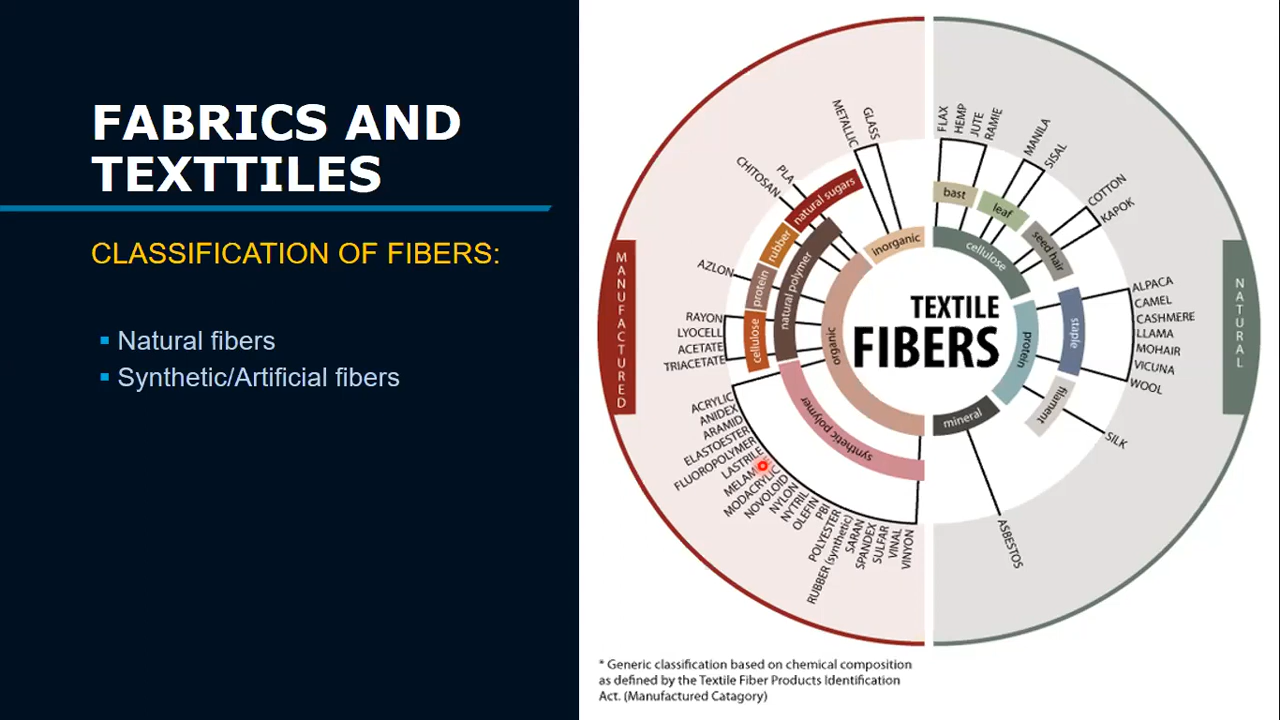 FABRICS AND
TEXTTILES
CLASSIFICATION OF FIBERS:
Natural fibers
Synthetic/Artificial fibers
TEXTILE
FIBERS
MANUFACTURED
NATURAL
METALLIC
GLASS
inorganic
CHITOSAN
PLA
natural sugars
rubber
AZLON
protein
natural polymer
organic
RAYON
LYOCELL
ACETATE
TRIACETATE
cellulose
synthetic polymer
ACRYLIC
ANIDEX
ARAMID
ELASTOESTER
FLUOROPOLYMER
LASTRILE
MODACRYLIC
NOVOLOID
NYLON
NYTRIL
OLEFIN
PBI
POLYESTER
RUBBER (synthetic)
SARAN
SPANDEX
SULFAR
VINAL
VINYON
FLAX
HEMP
JUTE
RAMIE
bast
MANILA
SISAL
leaf
COTTON
KAPOK
seed hair
cellulose
ALPACA
CAMEL
CASHMERE
LLAMA
MOHAIR
VICUNA
WOOL
staple
protein
filament
SILK
mineral
ASBESTOS
* Generic classification based on chemical composition
as defined by the Textile Fiber Products Identification
Act. (Manufactured Catagory)